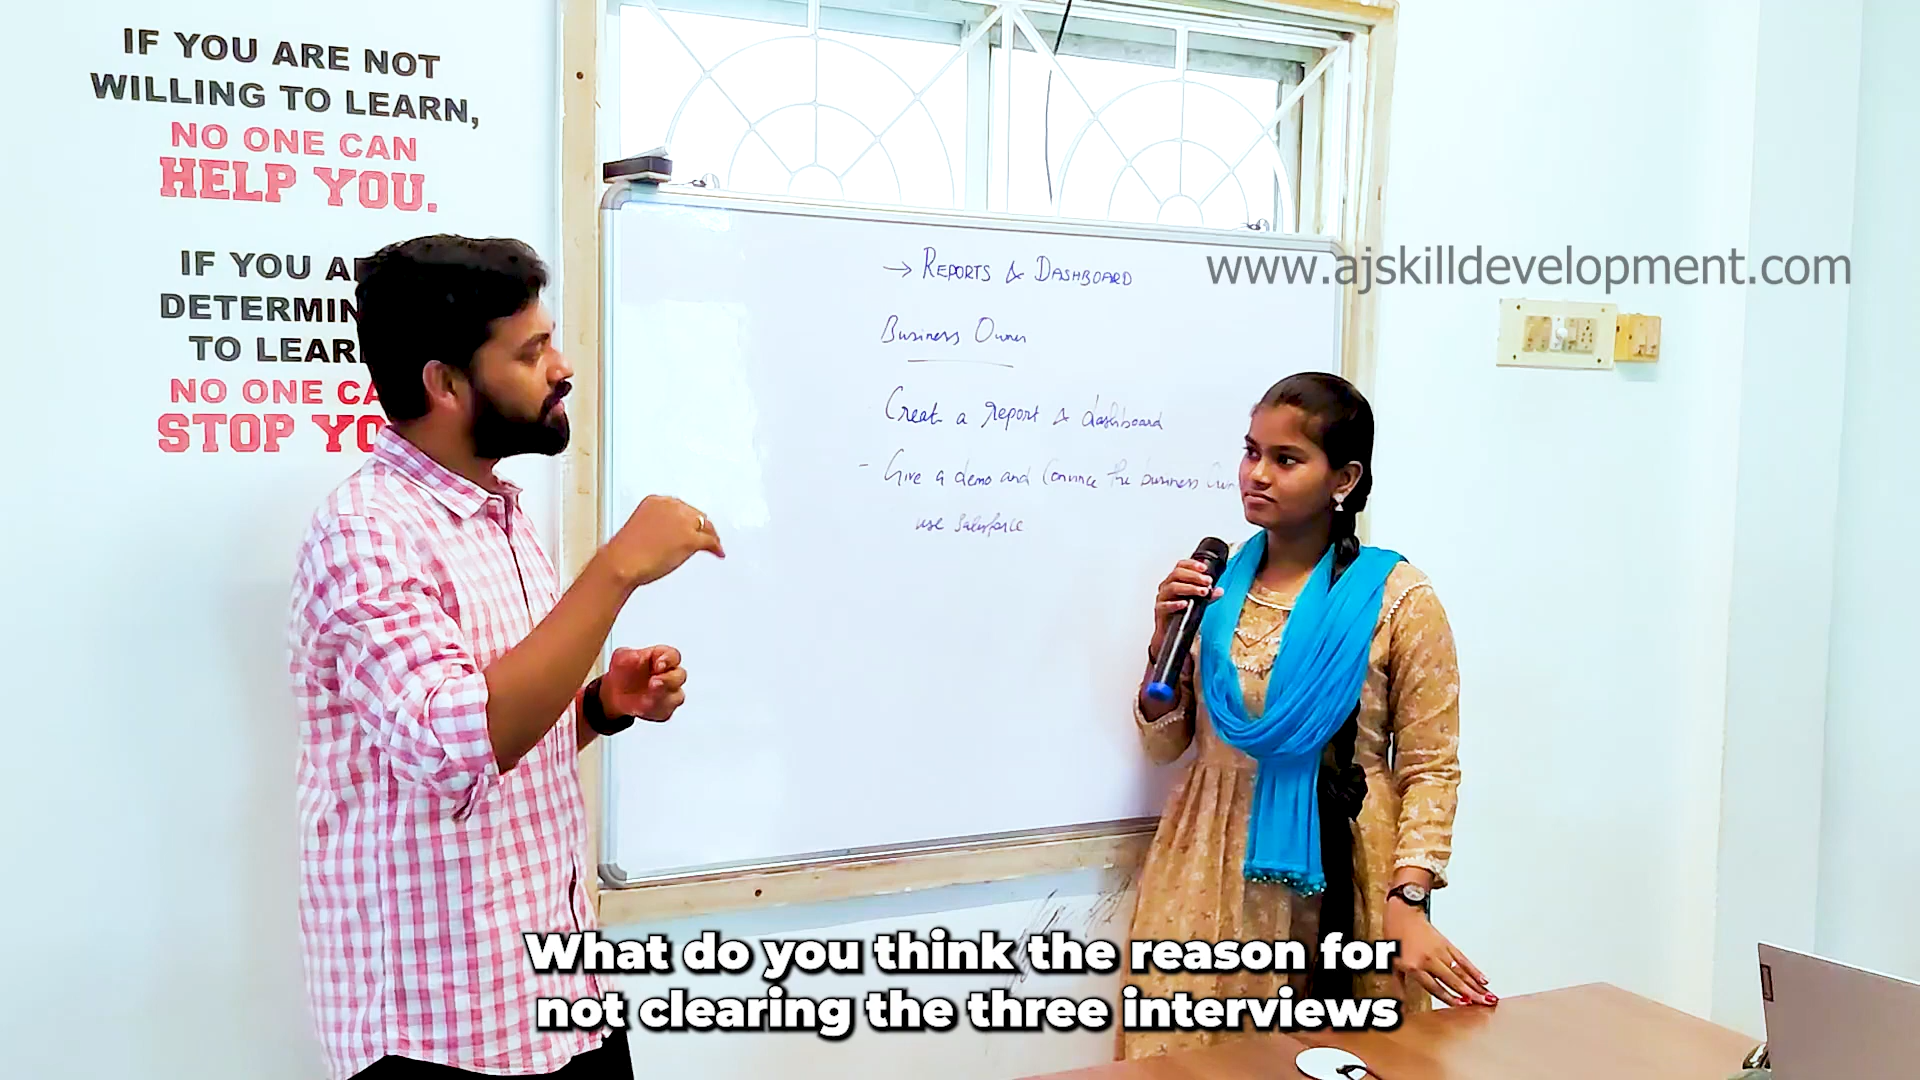 IF YOU ARE NOT
WILLING TO LEARN,
NO ONE CAN
HELP YOU.
IF YOU
DETERMIN
TO LEAR
NO ONE CA
STOP YO
→ REPORTS & DASHBOARD
Business Owner
Create a report & dashboard
- Give a demo and Convince the business
use Salesforce
www.ajskilldevelopment.com
What do you think the reason for
not clearing the three interviews